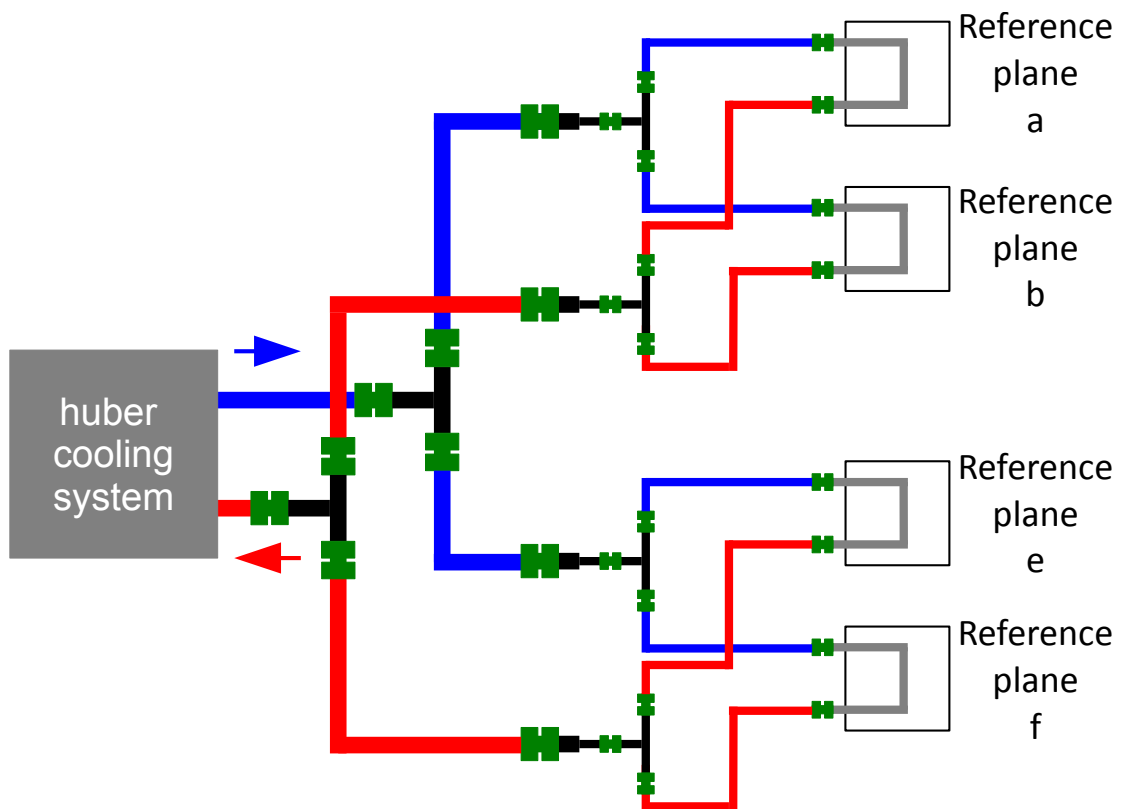 Reference
plane
a
Reference
plane
b
huber
cooling
system
Reference
plane
e
Reference
plane
f